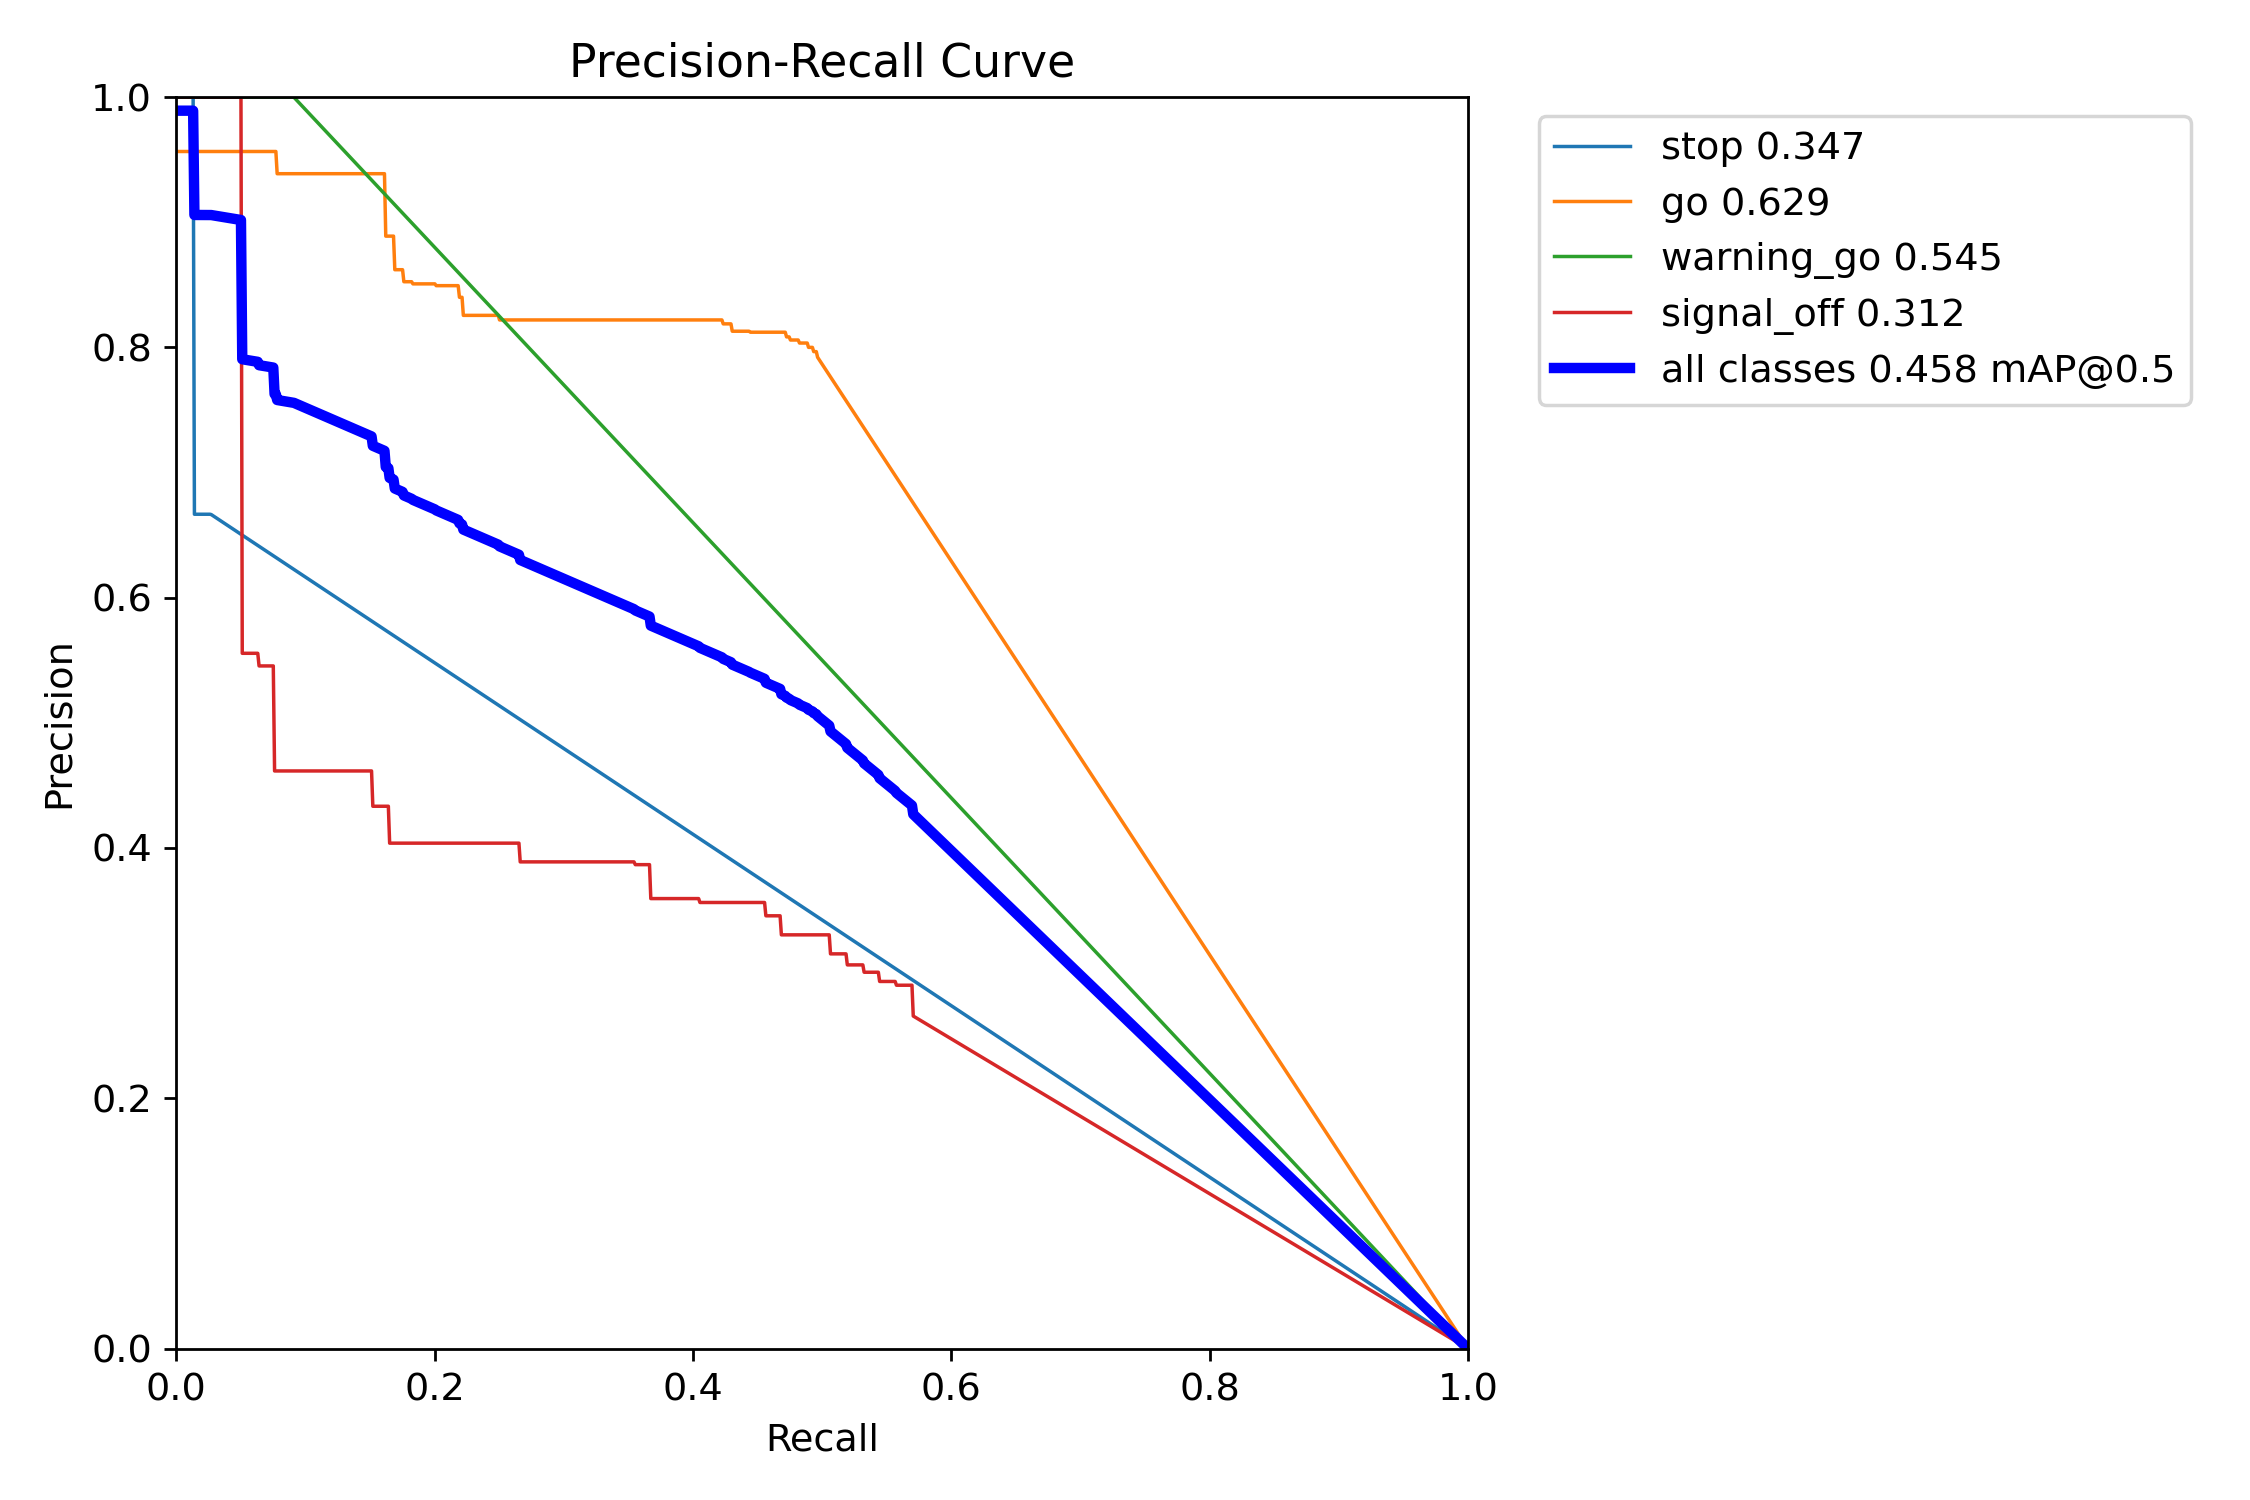 Precision-Recall Curve
1.0
0.8
0.6
0.4
0.2
0.0
Precision
0.0 0.2 0.4 0.6 0.8 1.0
Recall
stop 0.347
go 0.629
warning_go 0.545
signal_off 0.312
all classes 0.458 mAP@0.5